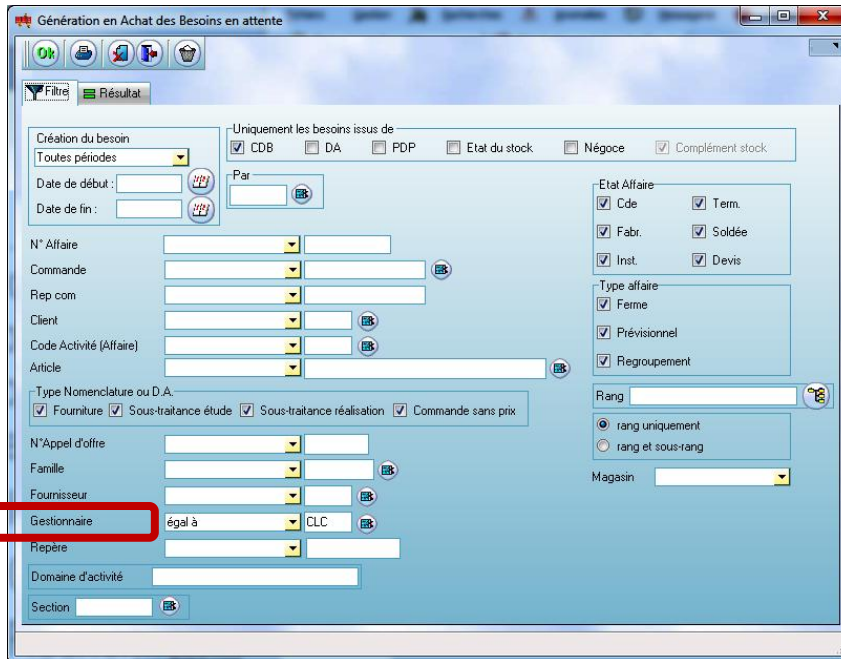 Génération en Achat des Besoins en attente
Ok
Filtre
Résultat
Création du besoin
Toutes périodes
Date de début :
Date de fin :
Uniquement les besoins issus de
CDB
DA
PDP
Etat du stock
Négoce
Complément stock
Par
Etat Affaire
Cde
Term.
Fabr.
Soldée
Inst.
Devis
Type affaire
Ferme
Prévisionnel
Regroupement
N° Affaire
Commande
Rep com
Client
Code Activité (Affaire)
Article
Type Nomenclature ou D.A.
Fourniture
Sous-traitance étude
Sous-traitance réalisation
Commande sans prix
Rang
rang uniquement
rang et sous-rang
Magasin
N°Appel d'offre
Famille
Fournisseur
Gestionnaire
égal à
CLC
Repère
Domaine d'activité
Section